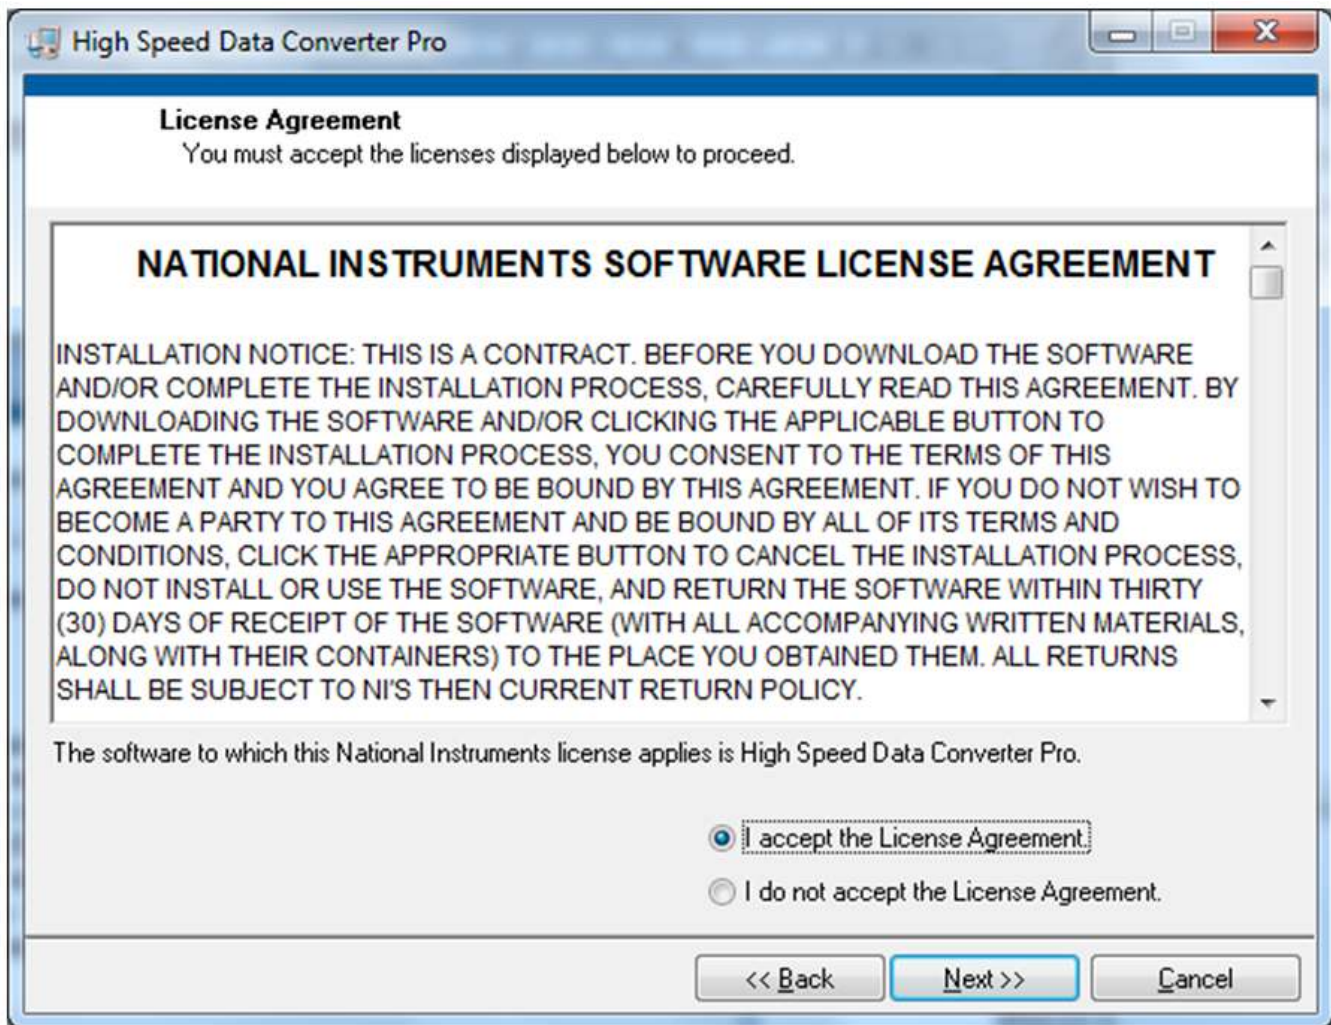 High Speed Data Converter Pro
License Agreement
You must accept the licenses displayed below to proceed.
NATIONAL INSTRUMENTS SOFTWARE LICENSE AGREEMENT
INSTALLATION NOTICE: THIS IS A CONTRACT. BEFORE YOU DOWNLOAD THE SOFTWARE
AND/OR COMPLETE THE INSTALLATION PROCESS, CAREFULLY READ THIS AGREEMENT. BY
DOWNLOADING THE SOFTWARE AND/OR CLICKING THE APPLICABLE BUTTON TO
COMPLETE THE INSTALLATION PROCESS, YOU CONSENT TO THE TERMS OF THIS
AGREEMENT AND YOU AGREE TO BE BOUND BY THIS AGREEMENT. IF YOU DO NOT WISH TO
BECOME A PARTY TO THIS AGREEMENT AND BE BOUND BY ALL OF ITS TERMS AND
CONDITIONS, CLICK THE APPROPRIATE BUTTON TO CANCEL THE INSTALLATION PROCESS,
DO NOT INSTALL OR USE THE SOFTWARE, AND RETURN THE SOFTWARE WITHIN THIRTY
(30) DAYS OF RECEIPT OF THE SOFTWARE (WITH ALL ACCOMPANYING WRITTEN MATERIALS,
ALONG WITH THEIR CONTAINERS) TO THE PLACE YOU OBTAINED THEM. ALL RETURNS
SHALL BE SUBJECT TO NI'S THEN CURRENT RETURN POLICY.
The software to which this National Instruments license applies is High Speed Data Converter Pro.
I accept the License Agreement.
I do not accept the License Agreement.
<< Back Next >> Cancel